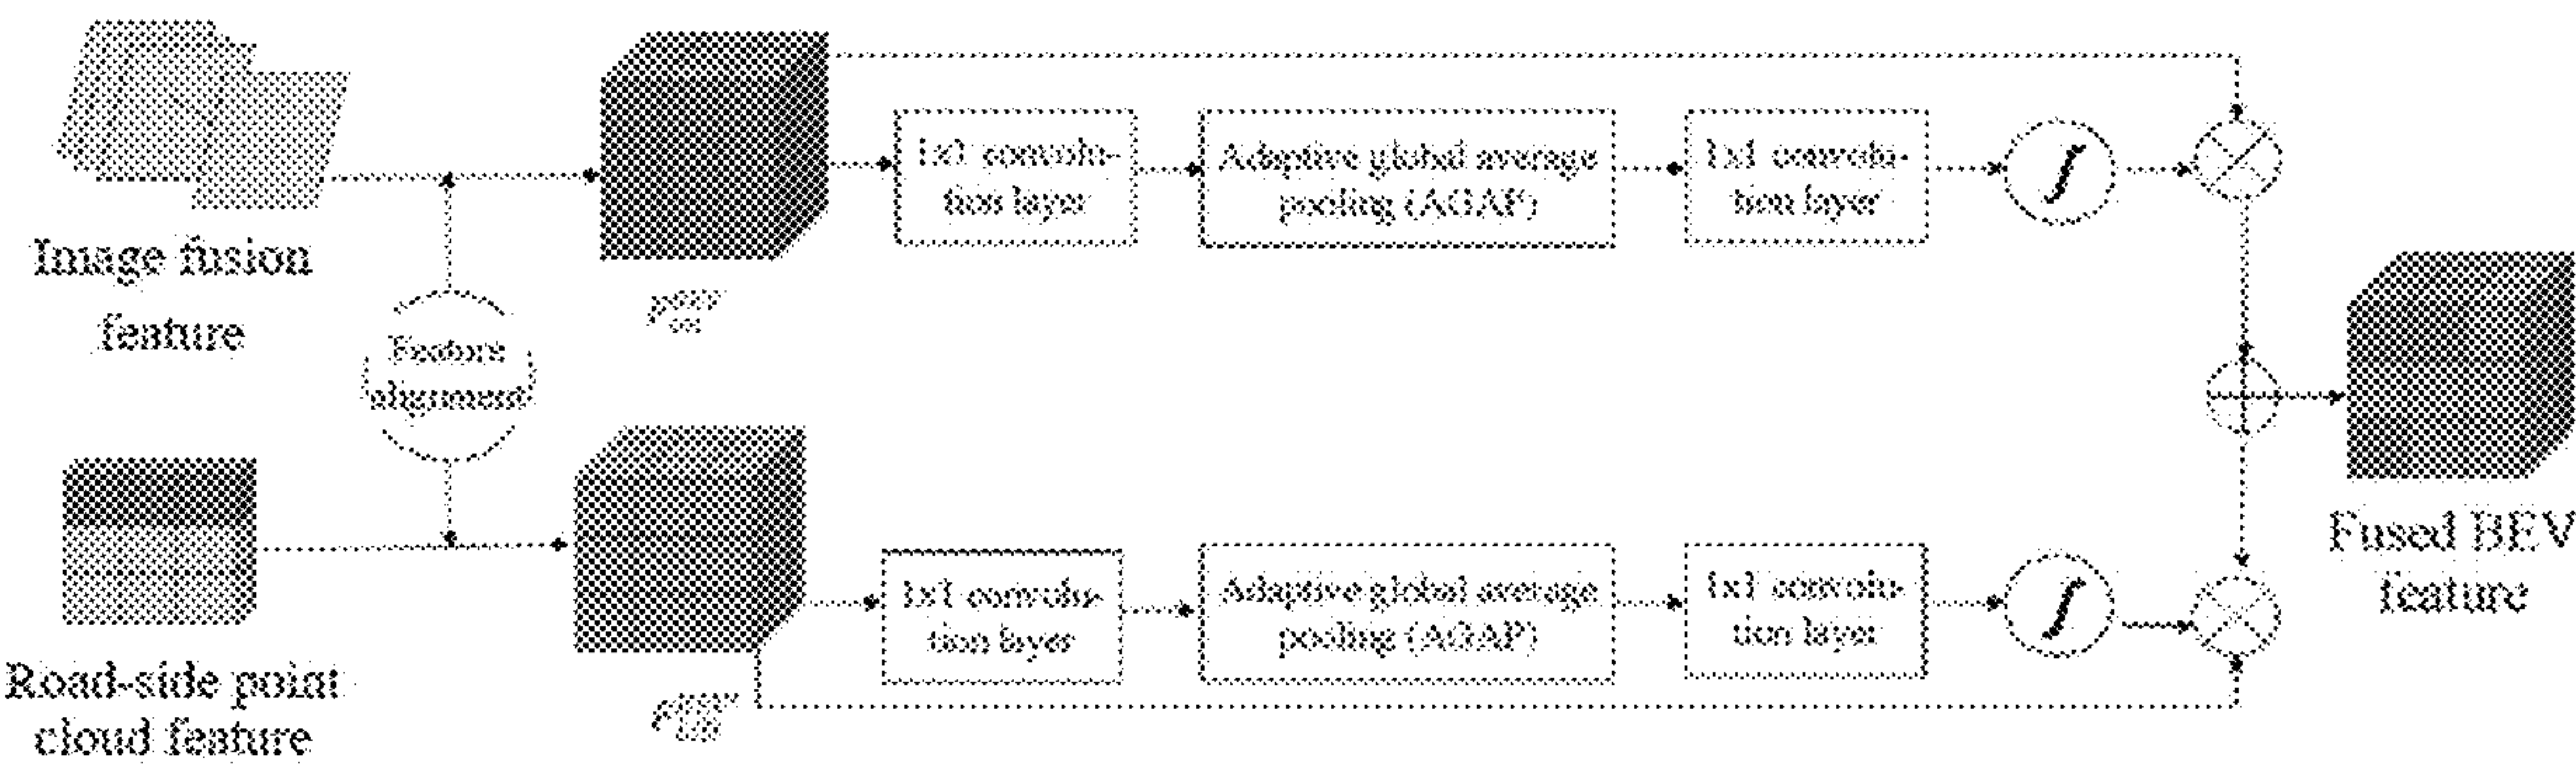 Image fusion
feature
Feature
alignment
1x1 convolu-
tion layer
Adaptive global average
pooling (AGAP)
1x1 convolu-
tion layer
Road-side point
cloud feature
1x1 convolu-
tion layer
Adaptive global average
pooling (AGAP)
1x1 convolu-
tion layer
Fused BEV
feature